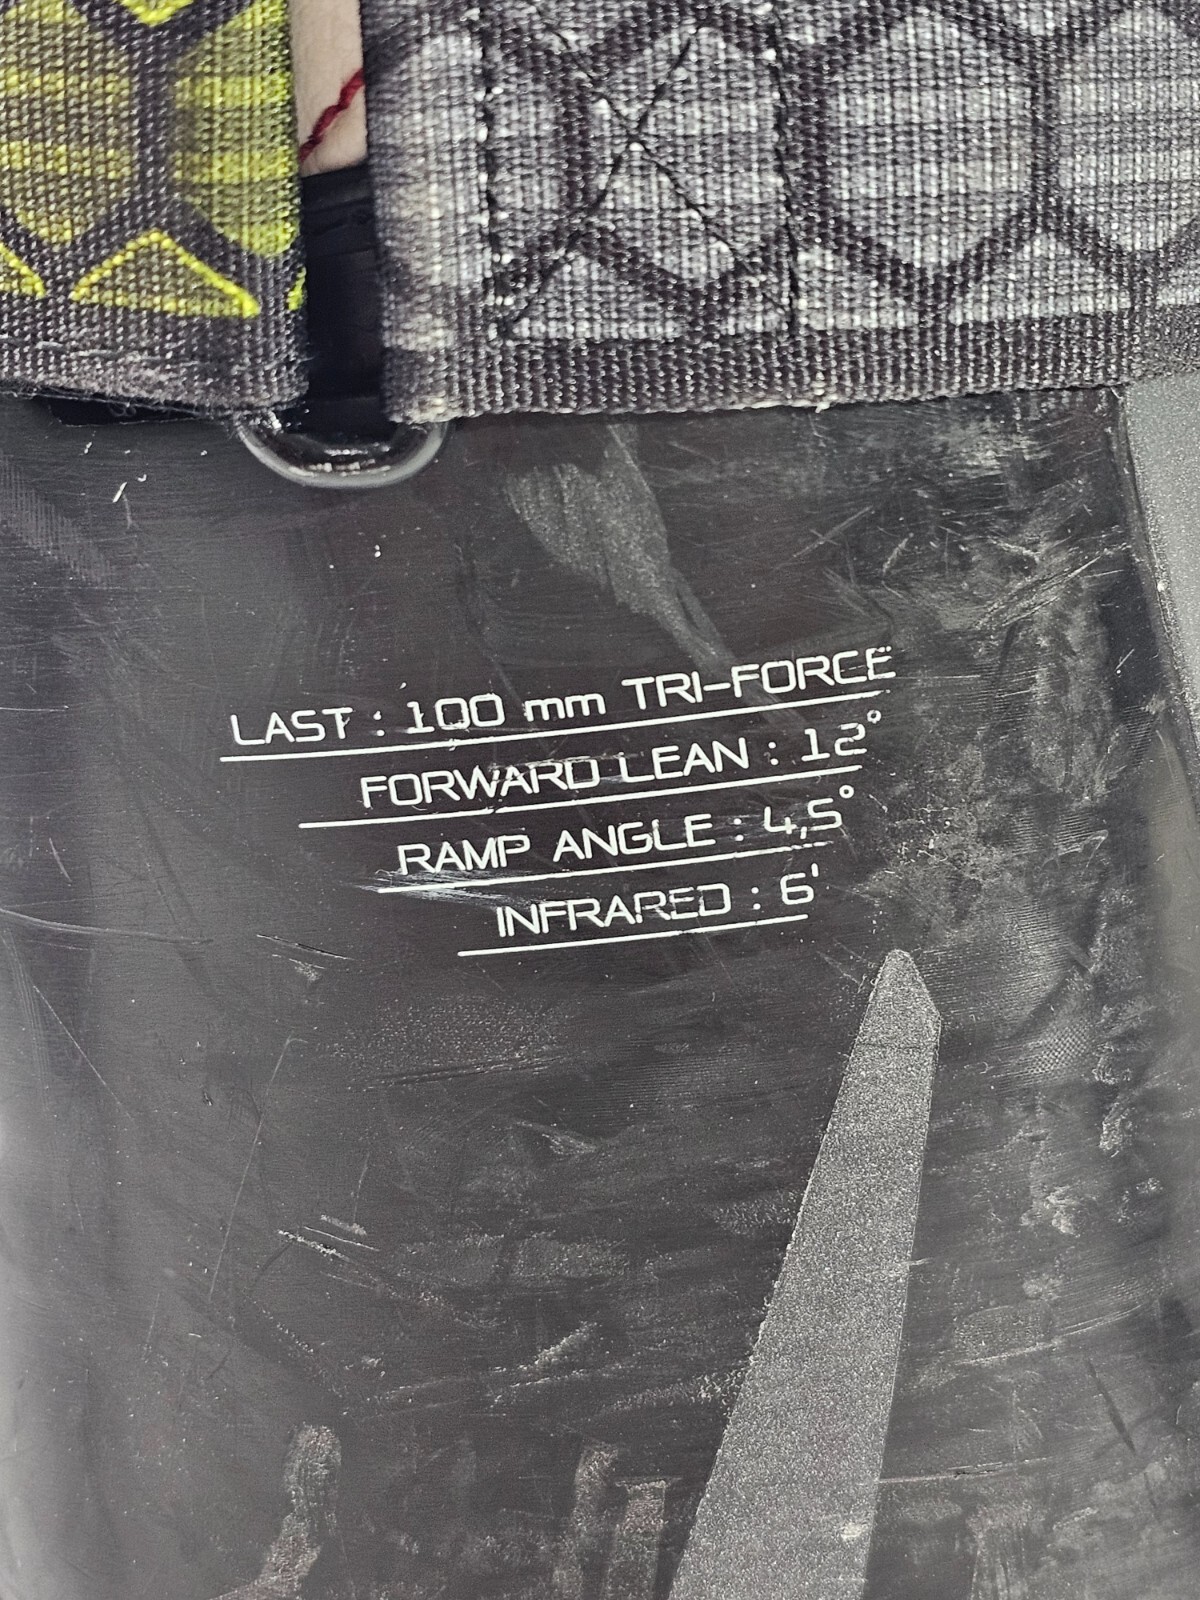 LAST : 100 mm TRI-FORCE
FORWARD LEAN : 12°
RAMP ANGLE : 4,5°
INFRARED : 6'